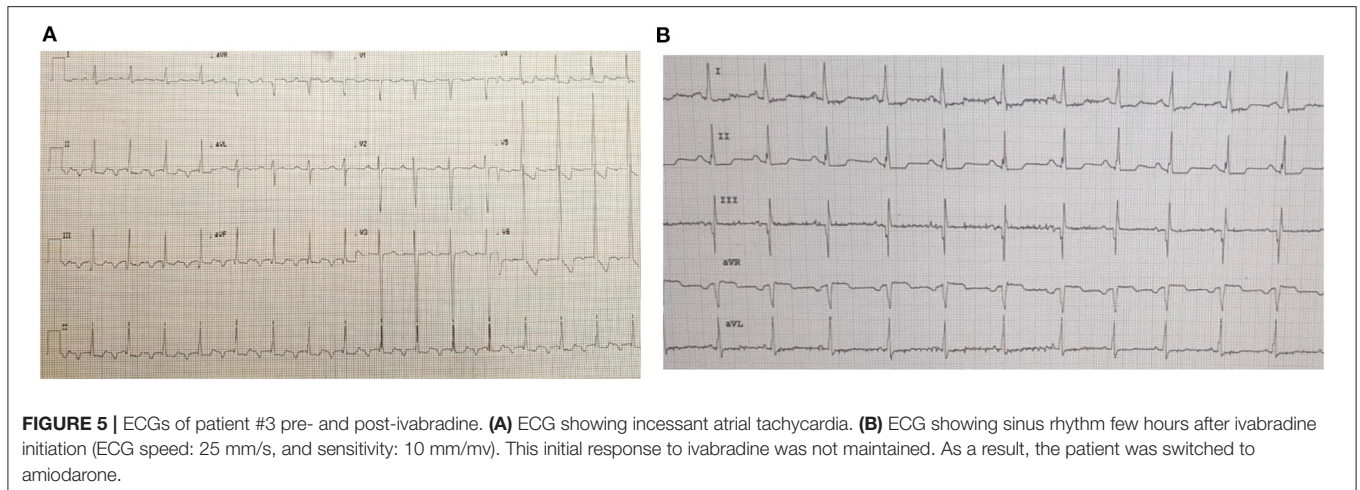 A
B
I
aVR
V1
V4
II
aVL
V2
V5
III
aVF
V3
V6
II
I
II
III
aVR
aVL
FIGURE 5 | ECGs of patient #3 pre- and post-ivabradine. (A) ECG showing incessant atrial tachycardia. (B) ECG showing sinus rhythm few hours after ivabradine
initiation (ECG speed: 25 mm/s, and sensitivity: 10 mm/mv). This initial response to ivabradine was not maintained. As a result, the patient was switched to
amiodarone.